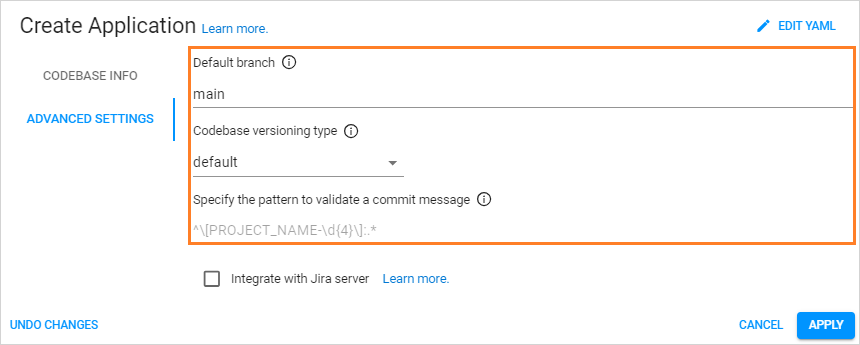 Create Application Learn more.
EDIT YAML
CODEBASE INFO
ADVANCED SETTINGS
Default branch
main
Codebase versioning type
default
Specify the pattern to validate a commit message
^\[PROJECT_NAME-\d{4}\]:.*
Integrate with Jira server Learn more.
UNDO CHANGES
CANCEL
APPLY